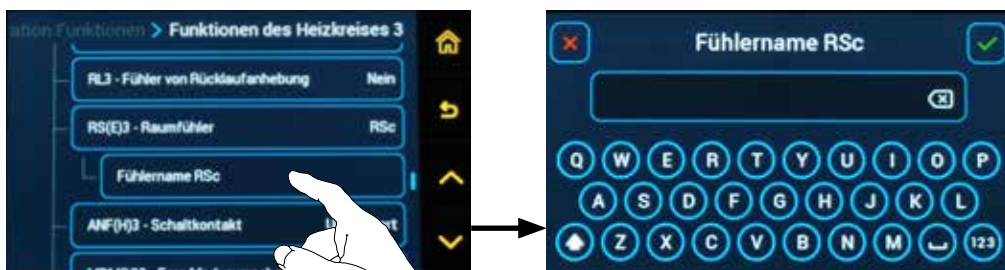 Funktionen > Funktionen des Heizkreises 3
RL3 - Fühler von Rücklaufanhebung Nein
RS(E)3 - Raumfühler RSc
Fühlername RSc
ANF(H)3 - Schaltkontakt
Fühlername RSc
Q W E R T Y U I O P
A S D F G H J K L
Z X C V B N M 123